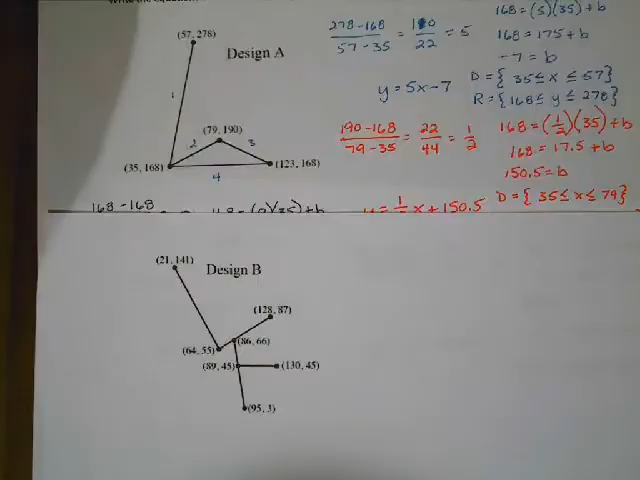 (57, 278)
Design A
1
(79, 190)
2
3
(35, 168)
(123, 168)
4
278-168 / 57-35 = 110 / 22 = 5
y = 5x-7
168=(5)(35)+b
168=175+b
-7=b
D={35≤x≤57}
R={168≤y≤278}
190-168 / 79-35 = 22 / 44 = 1/2
168=(1/2)(35)+b
168=17.5+b
150.5=b
D={35≤x≤79}
168-168
+b
x+150.5
(21, 141)
Design B
(128, 87)
(64, 55)
(86, 66)
(89, 45)
(130, 45)
(95, 3)